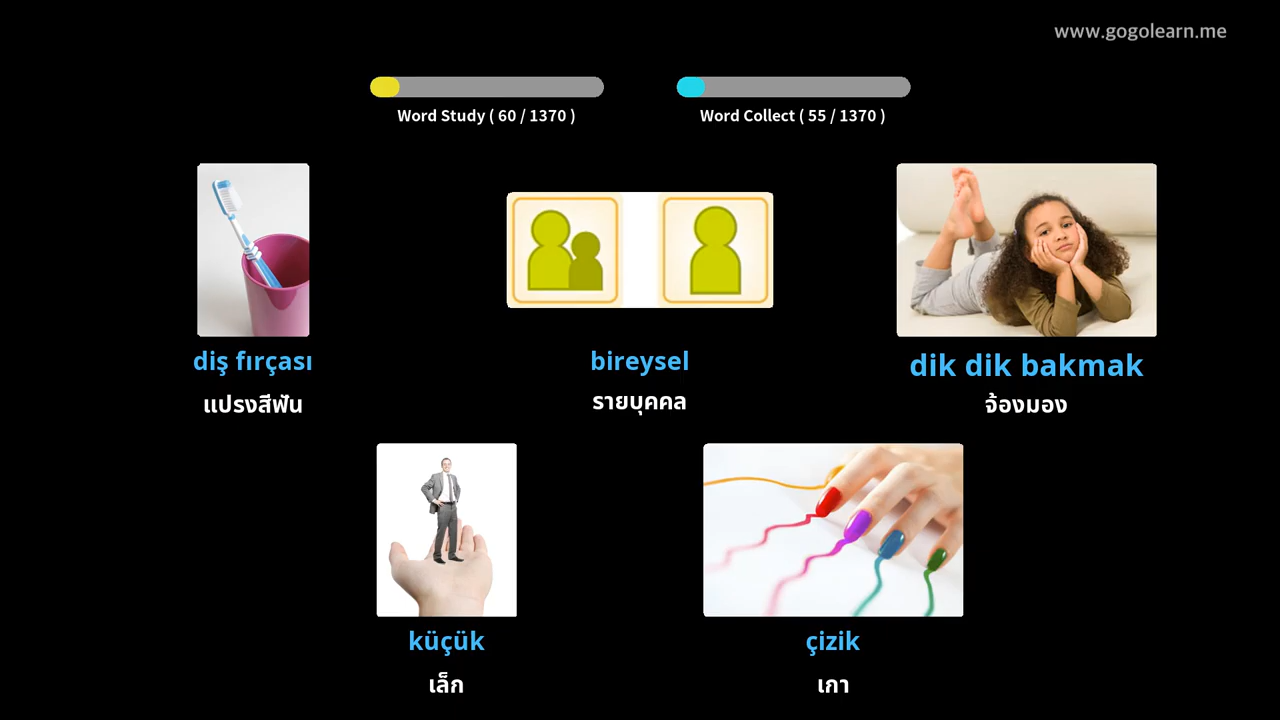 www.gogolearn.me
Word Study ( 60 / 1370 )
Word Collect ( 55 / 1370 )
diş fırçası
แปรงสีฟัน
bireysel
รายบุคคล
dik dik bakmak
จ้องมอง
küçük
เล็ก
çizik
เกา